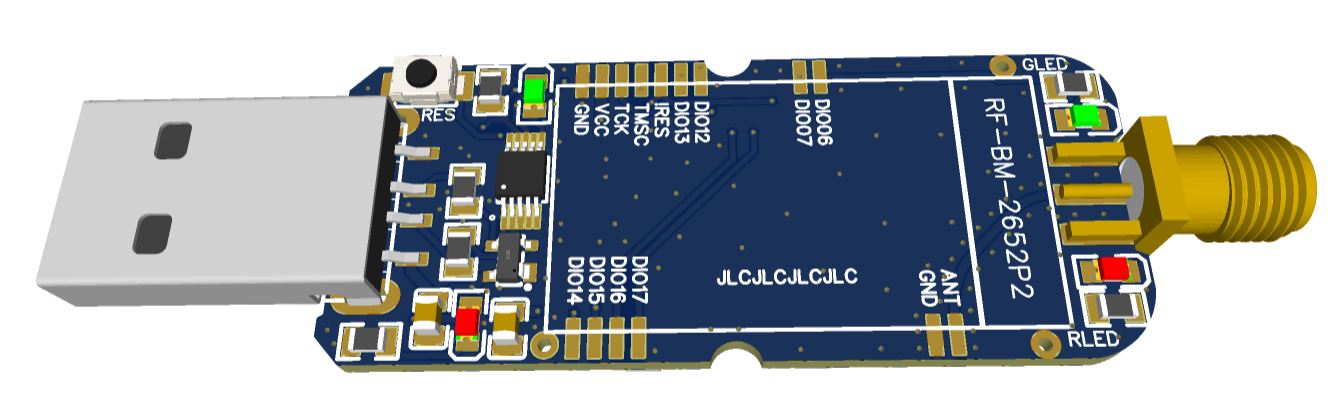 RES
GND
VCC
TCK
TMSC
IRES
DIO13
DIO12
DIO07
DIO06
GLED
RF-BM-2652P2
DIO14
DIO15
DIO16
DIO17
JLCJLCJLCJLC
GND
ANT
RLED